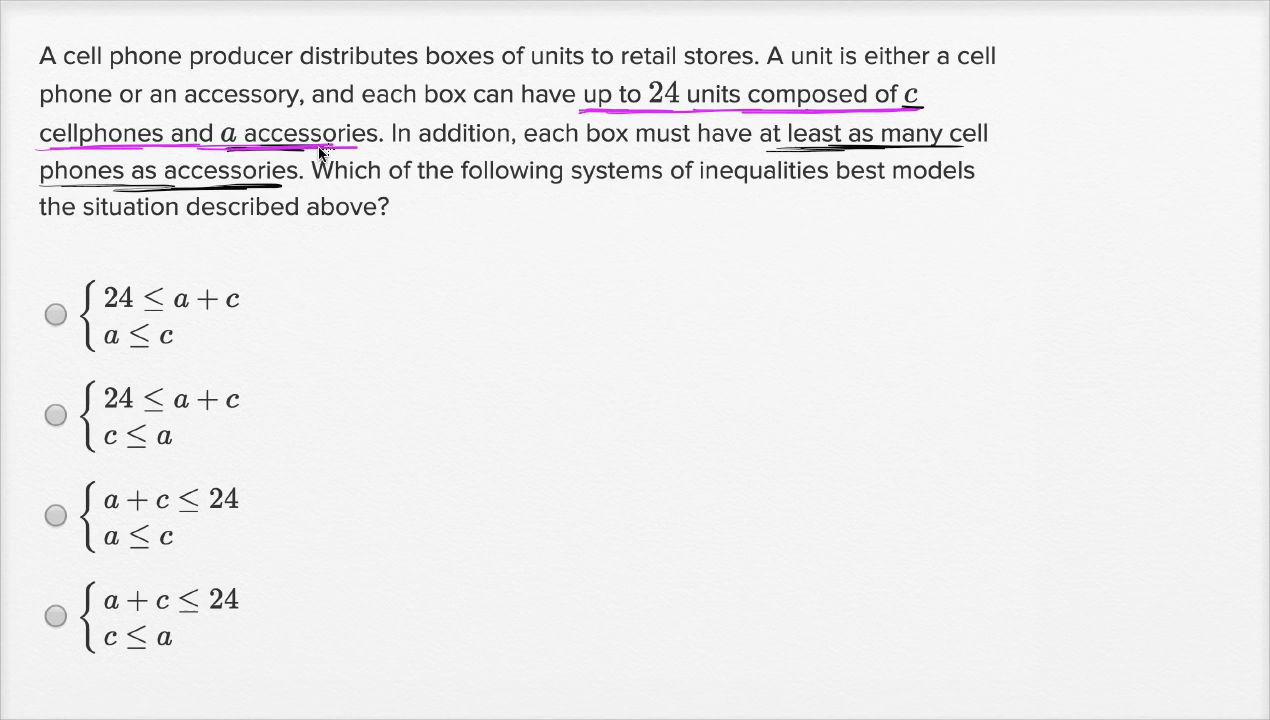 A cell phone producer distributes boxes of units to retail stores. A unit is either a cell
phone or an accessory, and each box can have up to 24 units composed of c
cellphones and a accessories. In addition, each box must have at least as many cell
phones as accessories. Which of the following systems of inequalities best models
the situation described above?
24 ≤ a + c
a ≤ c
24 ≤ a + c
c ≤ a
a + c ≤ 24
a ≤ c
a + c ≤ 24
c ≤ a